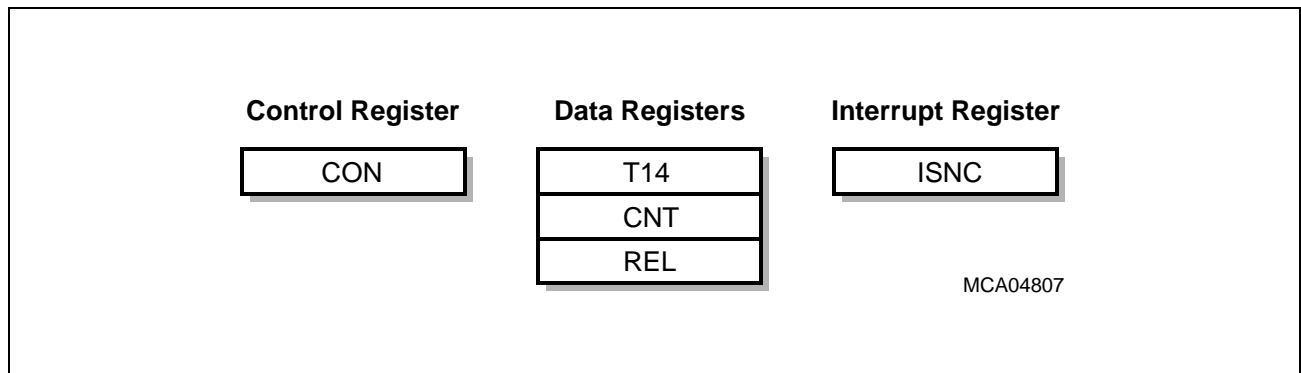 Control Register
Data Registers
Interrupt Register
CON
T14
ISNC
CNT
REL
MCA04807